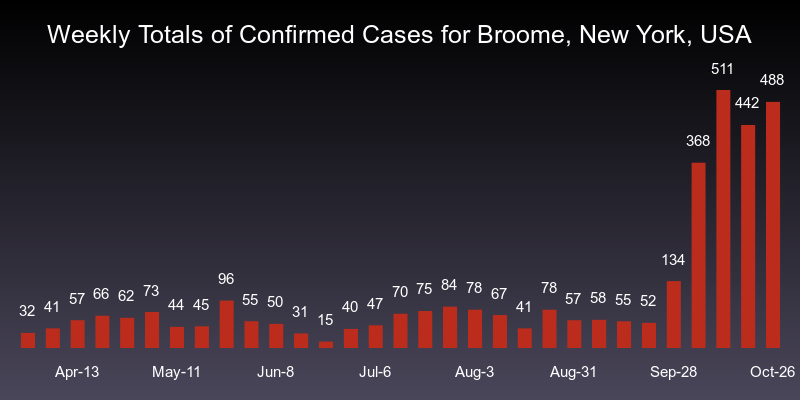 Weekly Totals of Confirmed Cases for Broome, New York, USA
32 41 57 66 62 73 44 45 96 55 50 31 15 40 47 70 75 84 78 67 41 78 57 58 55 52 134 368 511 442 488
Apr-13 May-11 Jun-8 Jul-6 Aug-3 Aug-31 Sep-28 Oct-26